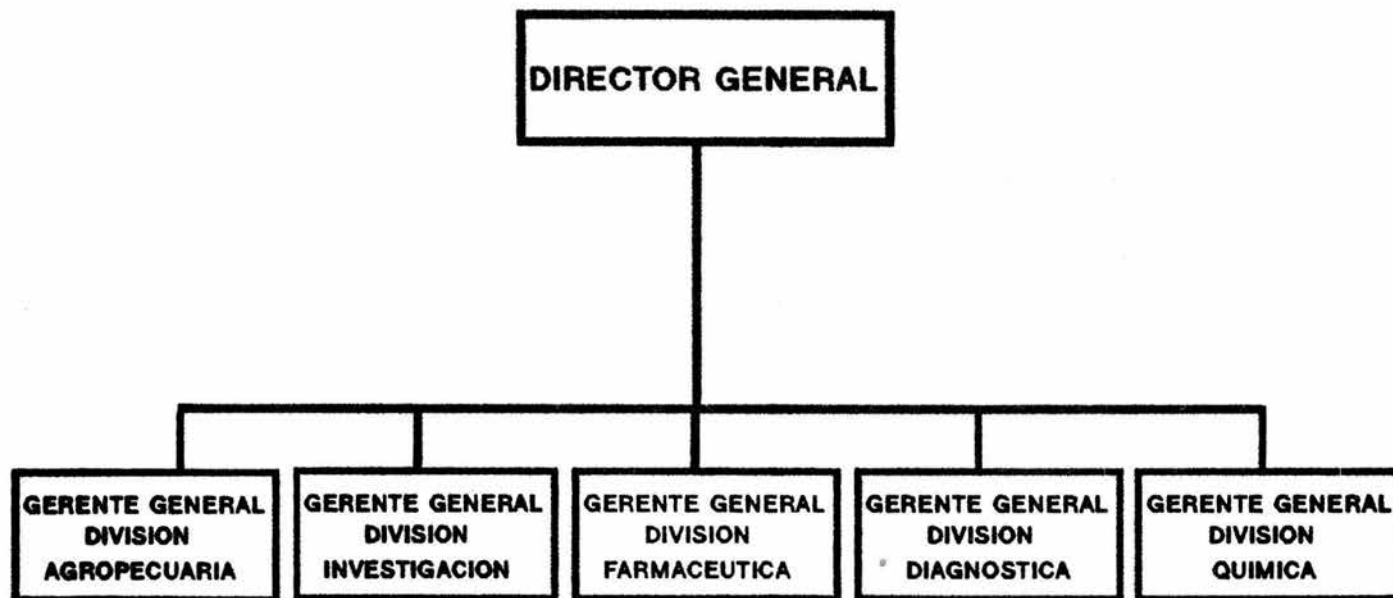 DIRECTOR GENERAL
GERENTE GENERAL
DIVISION
AGROPECUARIA
GERENTE GENERAL
DIVISION
INVESTIGACION
GERENTE GENERAL
DIVISION
FARMACEUTICA
GERENTE GENERAL
DIVISION
DIAGNOSTICA
GERENTE GENERAL
DIVISION
QUIMICA